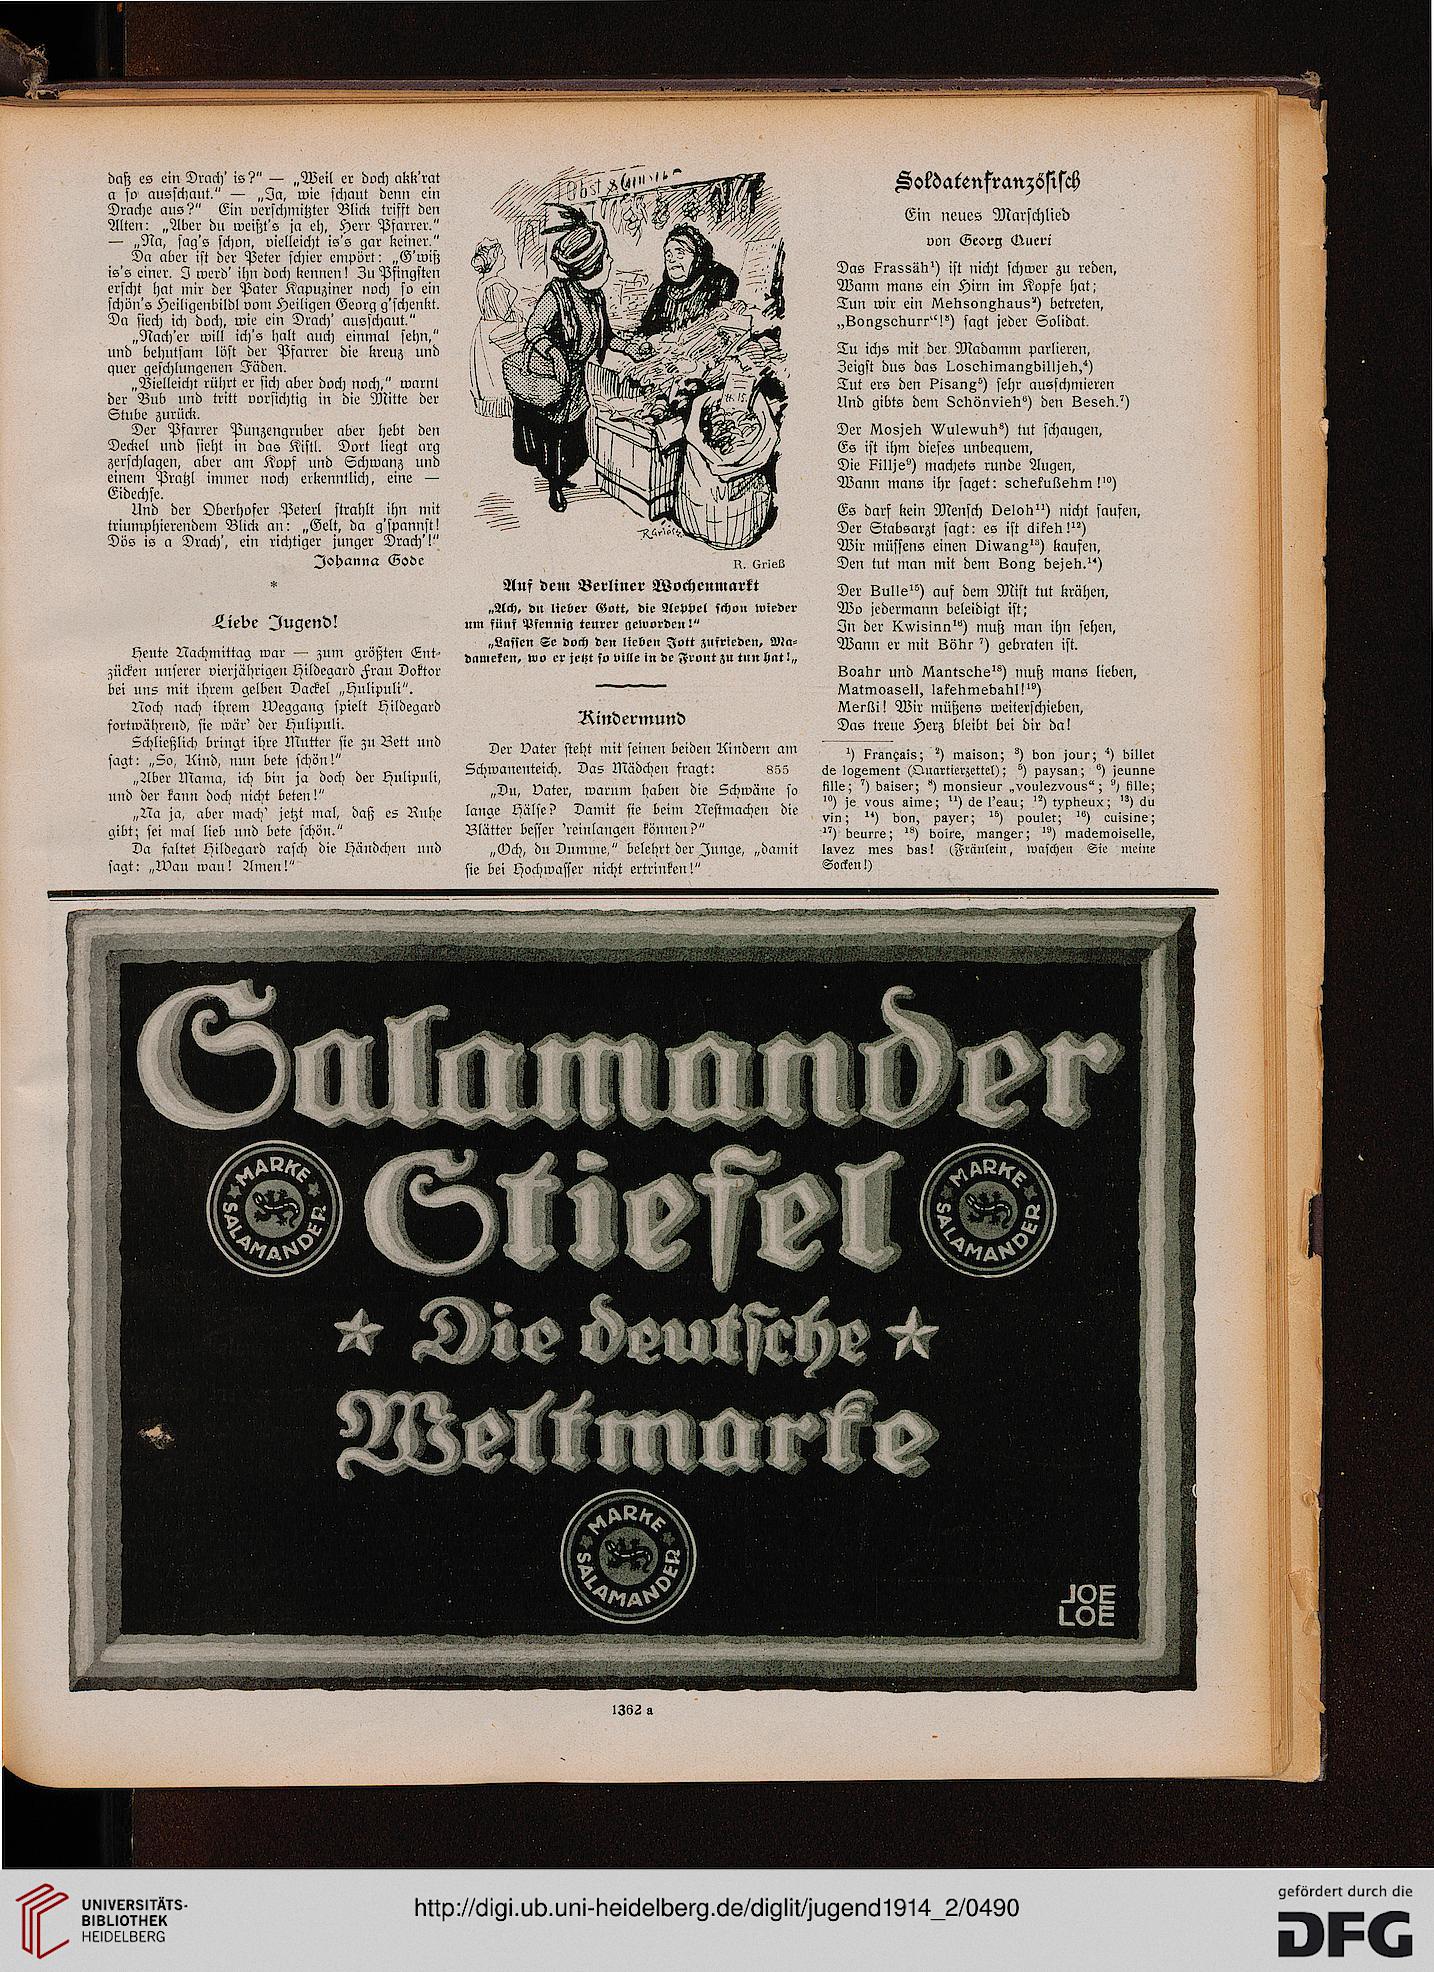 daß es ein Drach' is?" — „Weil er doch akk'rat
a so ausschaut." — „Ja, wie schaut denn ein
Drache aus?" Ein verschmitzter Blick trifft den
Alten: „Aber du weißt's ja eh, Herr Pfarrer."
— „Na, sag's schon, vielleicht is's gar keiner."
Da aber ist der Peter schier empört: „G'wiß
is's einer. I werd' ihn doch kennen! Zu Pfingsten
erscht hat mir der Pater Kapuziner noch so ein
schön's Heiligenbildl vom Heiligen Georg g'schenkt.
Da siech ich doch, wie ein Drach' ausschaut."
„Nach'er will ich's halt auch einmal sehn,"
und behutsam löst der Pfarrer die kreuz und
quer geschlungenen Fäden.
„Vielleicht rührt er sich aber doch noch," warnt
der Bub und tritt vorsichtig in die Mitte der
Stube zurück.
Der Pfarrer Punzengruber aber hebt den
Deckel und sieht in das Kistl. Dort liegt arg
zerschlagen, aber am Kopf und Schwanz und
einem Pratzl immer noch erkenntlich, eine —
Eidechse.
Und der Oberhofer Peterl strahlt ihn mit
triumphierendem Blick an: „Gelt, da g'spannst!
Dös is a Drach', ein richtiger junger Drach'!"
Johanna Gode
*
Liebe Jugend!
Heute Nachmittag war — zum größten Ent-
zücken unserer vierjährigen Hildegard Frau Doktor
bei uns mit ihrem gelben Dackel „Hulipuli".
Noch nach ihrem Weggang spielt Hildegard
fortwährend, sie wär' der Hulipuli.
Schließlich bringt ihre Mutter sie zu Bett und
sagt: „So, Kind, nun bete schön!"
„Aber Mama, ich bin ja doch der Hulipuli,
und der kann doch nicht beten!"
„Na ja, aber mach' jetzt mal, daß es Ruhe
gibt; sei mal lieb und bete schön."
Da faltet Hildegard rasch die Händchen und
sagt: „Wau wau! Amen!"
Obst &
R. Grieß
Auf dem Berliner Wochenmarkt
„Ach, du lieber Gott, die Aeppel schon wieder
um fünf Pfennig teurer geworden!"
„Lassen Se doch den lieben Jott zufrieden, Ma-
dameken, wo er jetzt so ville in de Front zu tun hat!„
Kindermund
Der Vater steht mit seinen beiden Kindern am
Schwanenteich. Das Mädchen fragt: 855
„Du, Vater, warum haben die Schwäne so
lange Hälse? Damit sie beim Nestmachen die
Blätter besser 'reinlangen können?"
„Och, du Dumme," belehrt der Junge, „damit
sie bei Hochwasser nicht ertrinken!"
Soldatenfranzösisch
Ein neues Marschlied
von Georg Queri
Das Frassäh¹) ist nicht schwer zu reden,
Wann mans ein Hirn im Kopfe hat;
Tun wir ein Mehsonghaus²) betreten,
„Bongschurr“!³) sagt jeder Solidat.
Tu ichs mit der Madamm parlieren,
Zeigst dus das Loschimangbilljeh,⁴)
Tut ers den Pisang⁵) sehr ausschmieren
Und gibts dem Schönvieh⁶) den Beseh.⁷)
Der Mosjeh Wulewuh⁸) tut schaugen,
Es ist ihm dieses unbequem,
Die Fillje⁹) machets runde Augen,
Wann mans ihr saget: schefußehm!¹⁰)
Es darf kein Mensch Deloh¹¹) nicht saufen,
Der Stabsarzt sagt: es ist difeh!¹²)
Wir müssens einen Diwang¹³) kaufen,
Den tut man mit dem Bong bejeh.¹⁴)
Der Bulle¹⁵) auf dem Mist tut krähen,
Wo jedermann beleidigt ist;
In der Kwisinn¹⁶) muß man ihn sehen,
Wann er mit Böhr ⁷) gebraten ist.
Boahr und Mantsche¹⁸) muß mans lieben,
Matmoasell, lafehmebahl!¹⁹)
Merßi! Wir müßens weiterschieben,
Das treue Herz bleibt bei dir da!
¹) Français; ²) maison; ³) bon jour; ⁴) billet
de logement (Quartierzettel); ⁵) paysan; ⁶) jeunne
fille; ⁷) baiser; ⁸) monsieur „voulezvous“; ⁹) fille;
¹⁰) je vous aime; ¹¹) de l'eau; ¹²) typheux; ¹³) du
vin; ¹⁴) bon, payer; ¹⁵) poulet; ¹⁶) cuisine;
¹⁷) beurre; ¹⁸) boire, manger; ¹⁹) mademoiselle,
lavez mes bas! (Fräulein, waschen Sie meine
Socken!)
Salamander
MARKE SALAMANDER
Stiefel
MARKE SALAMANDER
Die deutsche
Weltmarke
MARKE SALAMANDER
JOE
LOE
1362 a
UNIVERSITÄTS-
BIBLIOTHEK
HEIDELBERG
http://digi.ub.uni-heidelberg.de/diglit/jugend1914_2/0490
gefördert durch die
DFG